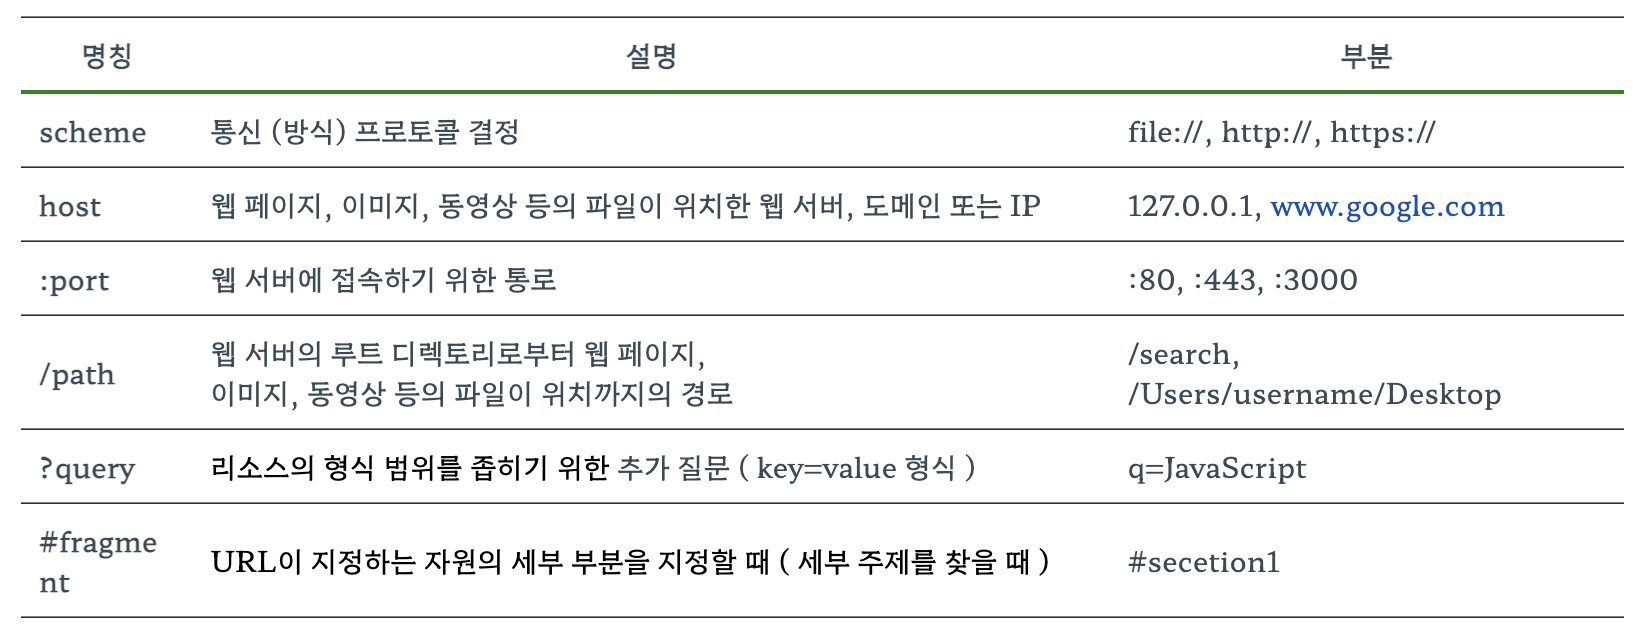 명칭 설명 부분
scheme 통신 (방식) 프로토콜 결정 file://, http://, https://
host 웹 페이지, 이미지, 동영상 등의 파일이 위치한 웹 서버, 도메인 또는 IP 127.0.0.1, www.google.com
:port 웹 서버에 접속하기 위한 통로 :80, :443, :3000
/path 웹 서버의 루트 디렉토리로부터 웹 페이지,
이미지, 동영상 등의 파일이 위치까지의 경로 /search,
/Users/username/Desktop
?query 리소스의 형식 범위를 좁히기 위한 추가 질문 ( key=value 형식 ) q=JavaScript
#fragme
nt URL이 지정하는 자원의 세부 부분을 지정할 때 ( 세부 주제를 찾을 때 ) #secetion1